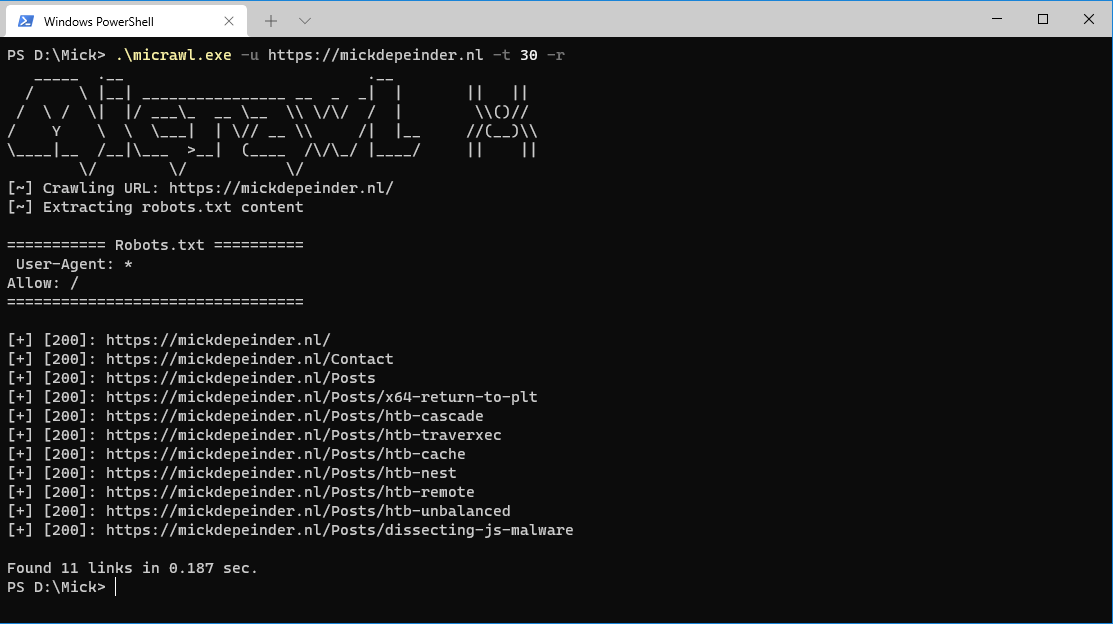 Windows PowerShell
PS D:\Mick> .\micrawl.exe -u https://mickdepeinder.nl -t 30 -r
[~] Crawling URL: https://mickdepeinder.nl/
[~] Extracting robots.txt content
=========== Robots.txt ==========
User-Agent: *
Allow: /
=================================
[+] [200]: https://mickdepeinder.nl/
[+] [200]: https://mickdepeinder.nl/Contact
[+] [200]: https://mickdepeinder.nl/Posts
[+] [200]: https://mickdepeinder.nl/Posts/x64-return-to-plt
[+] [200]: https://mickdepeinder.nl/Posts/htb-cascade
[+] [200]: https://mickdepeinder.nl/Posts/htb-traverxec
[+] [200]: https://mickdepeinder.nl/Posts/htb-cache
[+] [200]: https://mickdepeinder.nl/Posts/htb-nest
[+] [200]: https://mickdepeinder.nl/Posts/htb-remote
[+] [200]: https://mickdepeinder.nl/Posts/htb-unbalanced
[+] [200]: https://mickdepeinder.nl/Posts/dissecting-js-malware
Found 11 links in 0.187 sec.
PS D:\Mick>